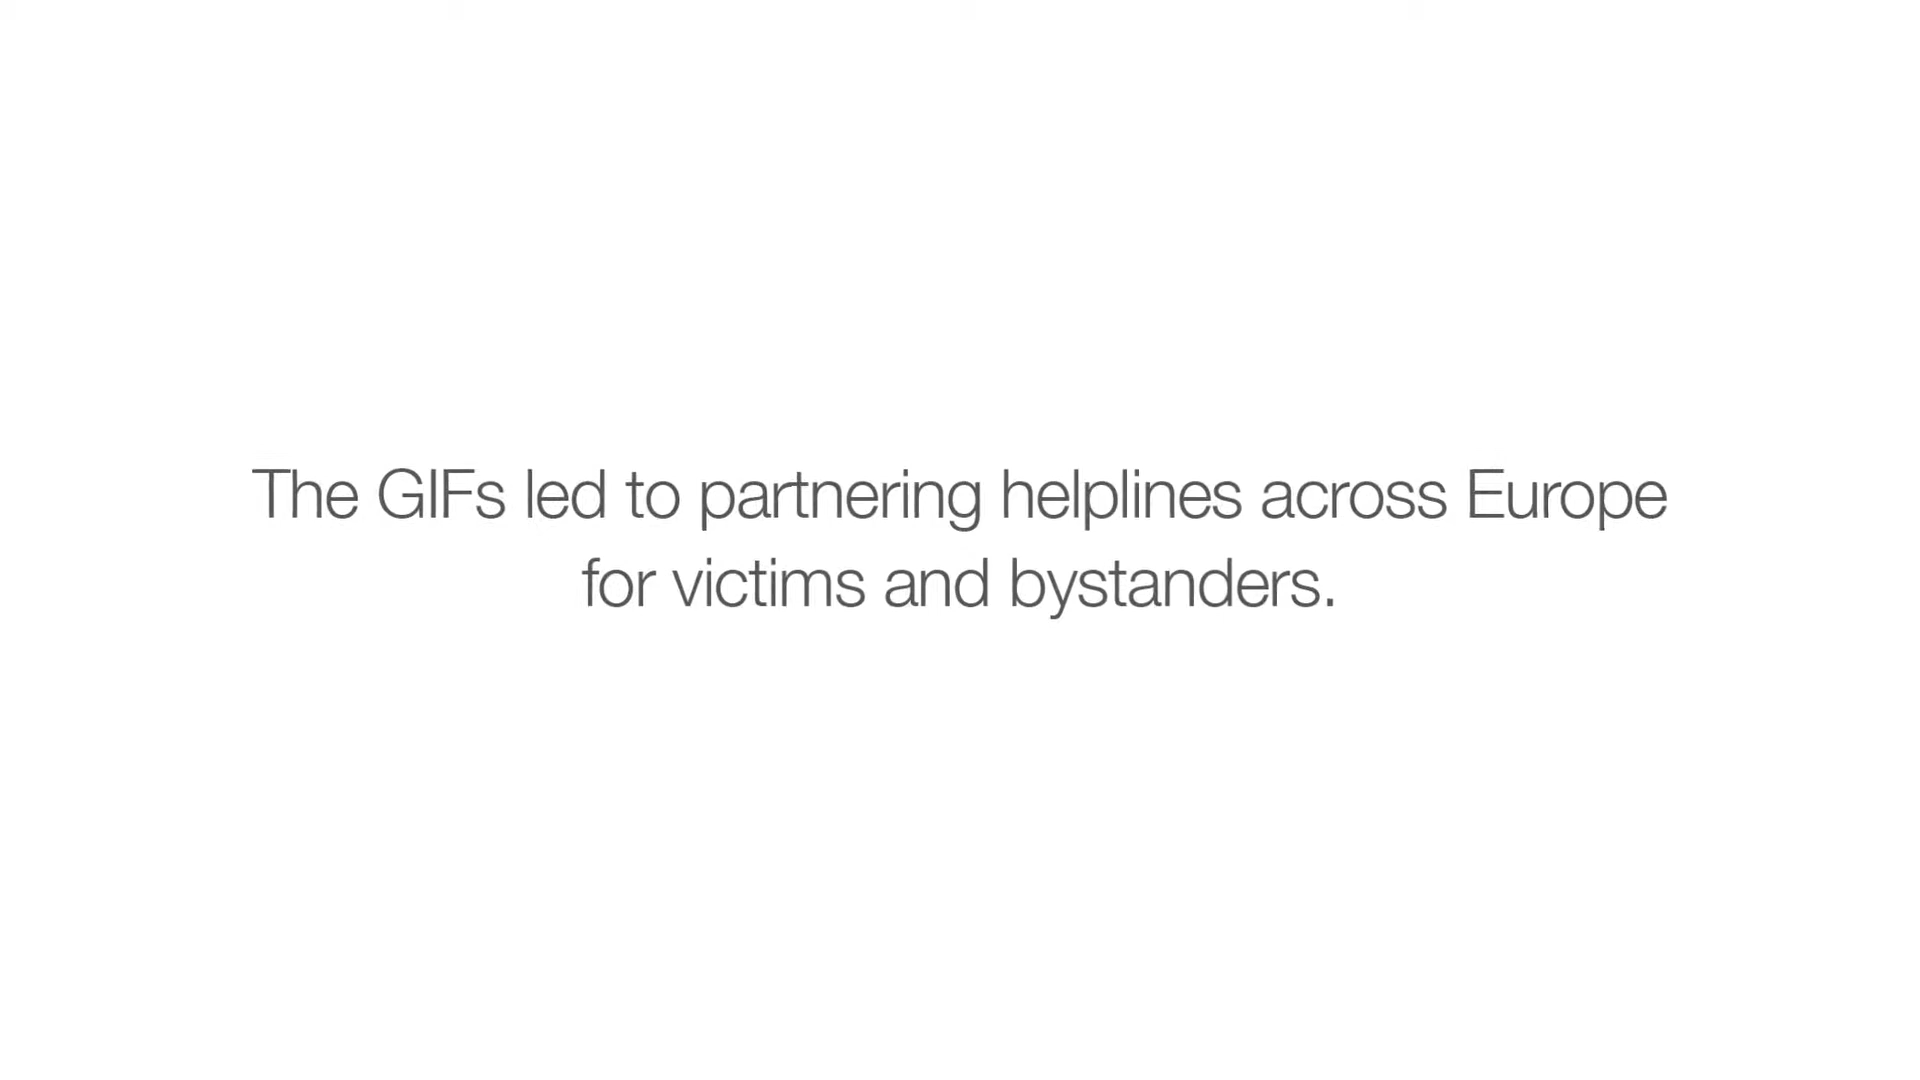 The GIFs led to partnering helplines across Europe
for victims and bystanders.